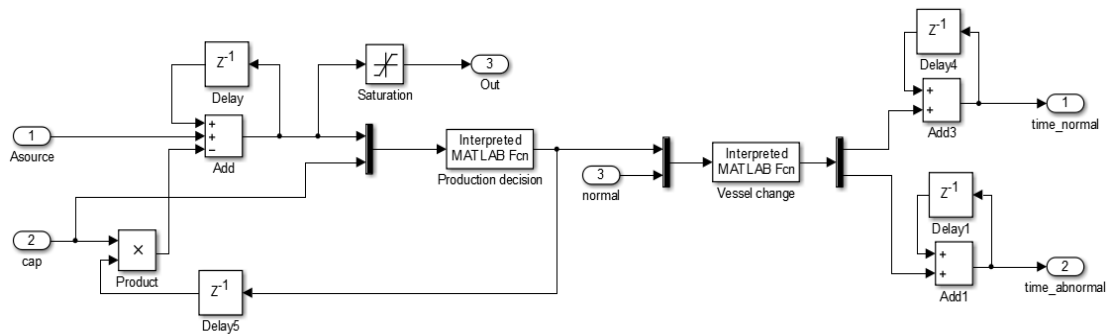 Z-1
Delay
Saturation
3
Out
1
Asource
+
+
−
Add
Interpreted
MATLAB Fcn
Production decision
2
cap
×
Product
Z-1
Delay5
3
normal
Interpreted
MATLAB Fcn
Vessel change
Z-1
Delay4
+
+
Add3
1
time_normal
Z-1
Delay1
+
+
Add1
2
time_abnormal